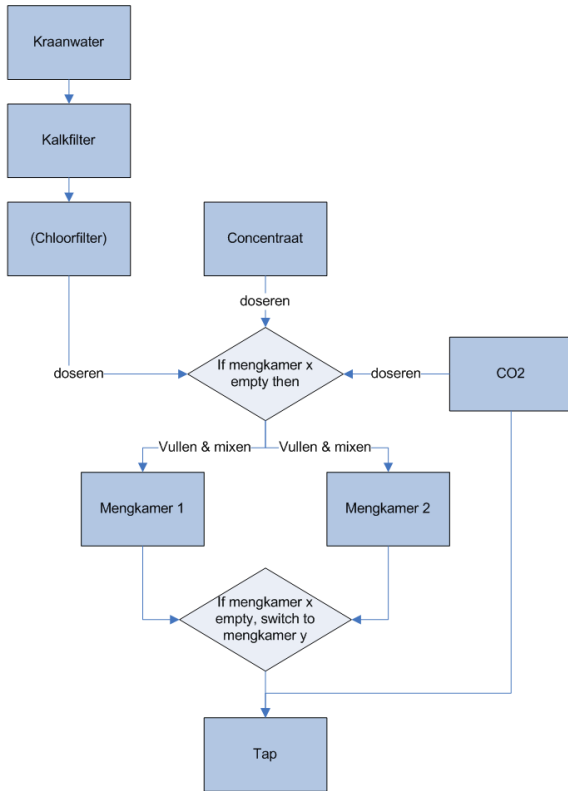 Kraanwater
Kalkfilter
(Chloorfilter)
Concentraat
doseren
If mengkamer x
empty then
doseren
doseren
CO2
Vullen & mixen
Vullen & mixen
Mengkamer 1
Mengkamer 2
If mengkamer x
empty, switch to
mengkamer y
Tap